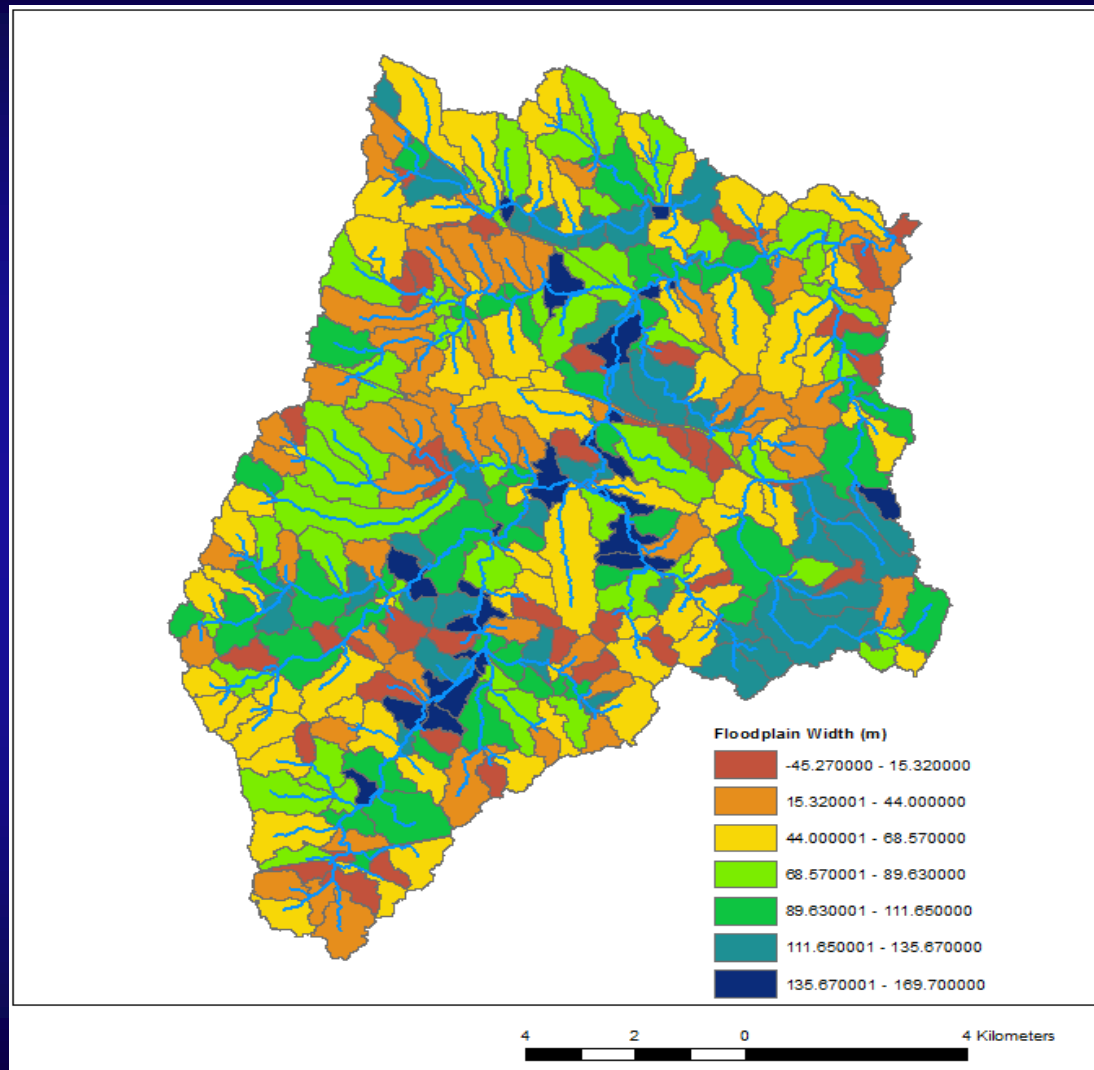 Floodplain Width (m)
-45.270000 - 15.320000
15.320001 - 44.000000
44.000001 - 68.570000
68.570001 - 89.630000
89.630001 - 111.650000
111.650001 - 135.670000
135.670001 - 169.700000
4 2 0 4 Kilometers